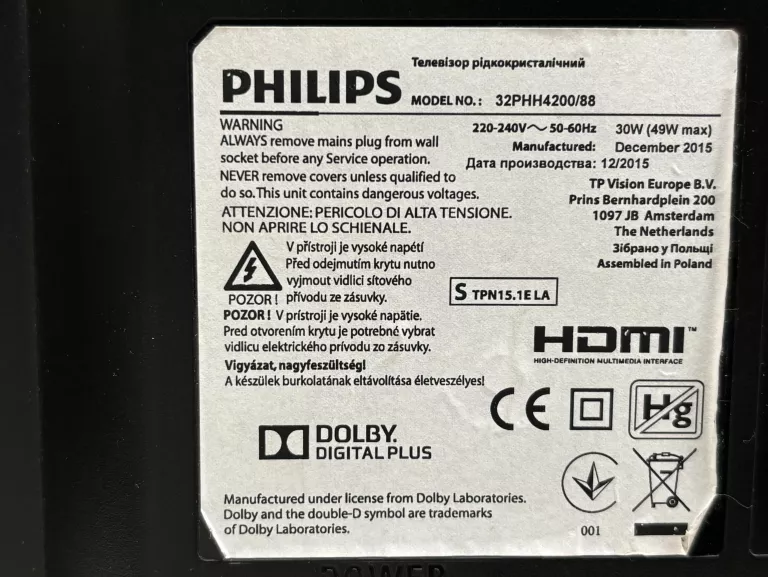 Телевізор рідкокристалічний
PHILIPS
MODEL NO.: 32PHH4200/88
WARNING
ALWAYS remove mains plug from wall
socket before any Service operation.
NEVER remove covers unless qualified to
do so. This unit contains dangerous voltages.
ATTENZIONE: PERICOLO DI ALTA TENSIONE.
NON APRIRE LO SCHIENALE.
220-240V~ 50-60Hz 30W (49W max)
Manufactured: December 2015
Дата производства: 12/2015
TP Vision Europe B.V.
Prins Bernhardplein 200
1097 JB Amsterdam
The Netherlands
Зібрано у Польщі
Assembled in Poland
V přístroji je vysoké napětí
Před odejmutím krytu nutno
vyjmout vidlici síťového
přívodu ze zásuvky.
POZOR !
POZOR ! V prístroji je vysoké napätie.
Pred otvorením krytu je potrebné vybrat
vidlicu elektrického prívodu zo zásuvky.
Vigyázat, nagyfeszültség!
A készülek burkolatának eltávolítása életveszélyes!
S TPN15.1E LA
HDMI™
HIGH-DEFINITION MULTIMEDIA INTERFACE
CE
Hg
DOLBY.
DIGITAL PLUS
Manufactured under license from Dolby Laboratories.
Dolby and the double-D symbol are trademarks
of Dolby Laboratories.
001
POWER